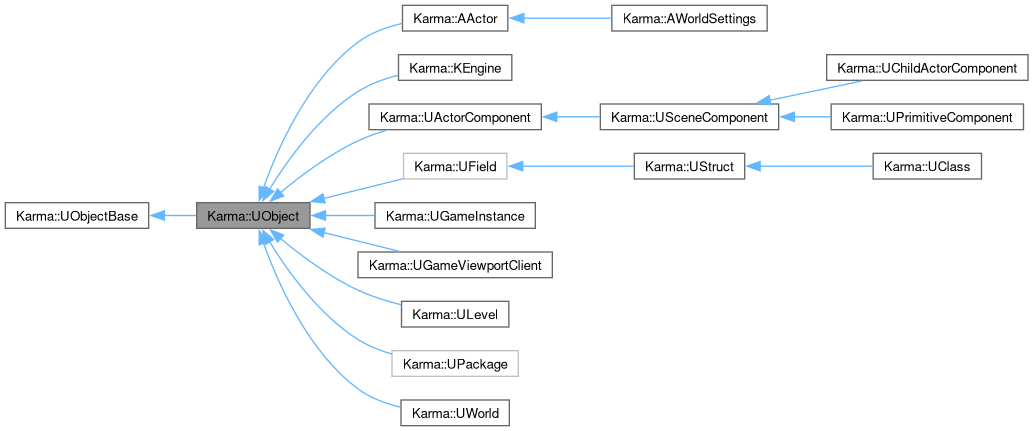 Karma::AActor
Karma::AWorldSettings
Karma::KEngine
Karma::UChildActorComponent
Karma::UActorComponent
Karma::USceneComponent
Karma::UPrimitiveComponent
Karma::UField
Karma::UStruct
Karma::UClass
Karma::UObjectBase
Karma::UObject
Karma::UGameInstance
Karma::UGameViewportClient
Karma::ULevel
Karma::UPackage
Karma::UWorld